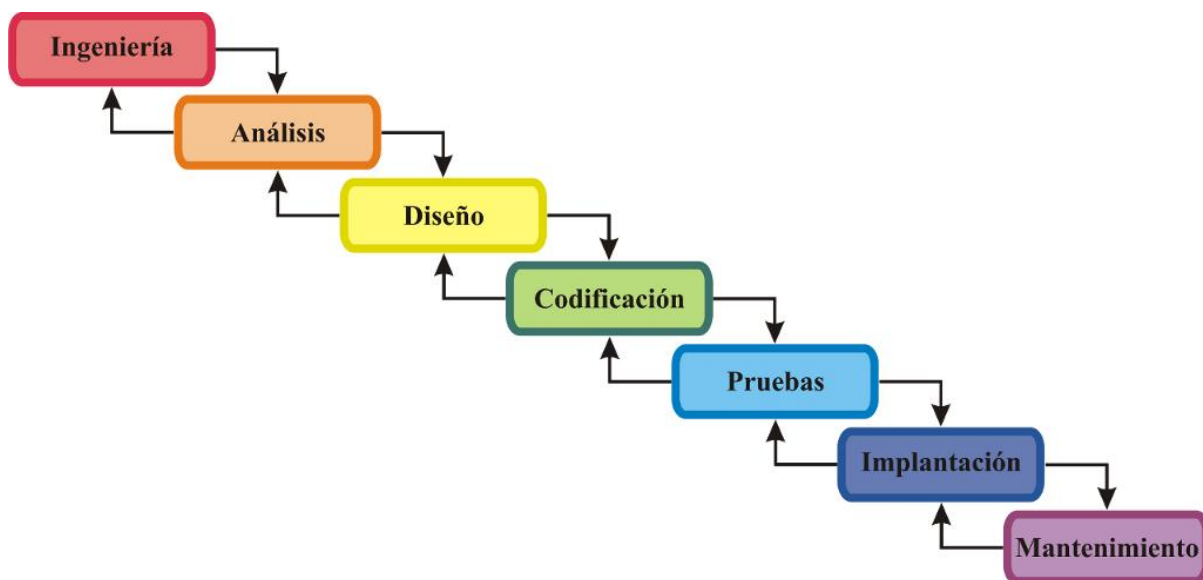 Ingeniería
Análisis
Diseño
Codificación
Pruebas
Implantación
Mantenimiento